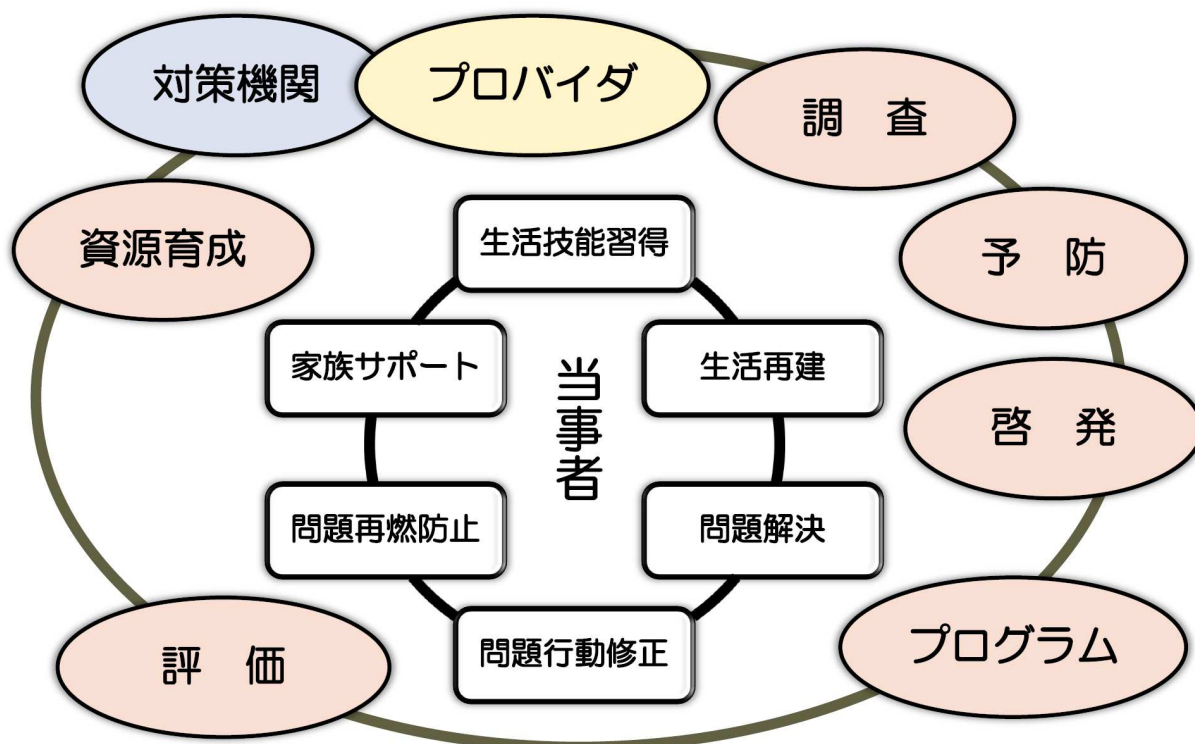 対策機関
プロバイダ
調　査
予　防
啓　発
プログラム
評　価
資源育成
生活技能習得
生活再建
問題解決
問題行動修正
問題再燃防止
家族サポート
当事者